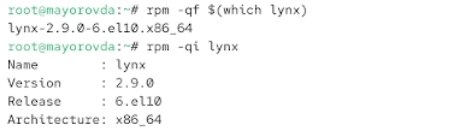 root@mayorovda:~# rpm -qf $(which lynx)
lynx-2.9.0-6.el10.x86_64
root@mayorovda:~# rpm -qi lynx
Name        : lynx
Version     : 2.9.0
Release     : 6.el10
Architecture: x86_64